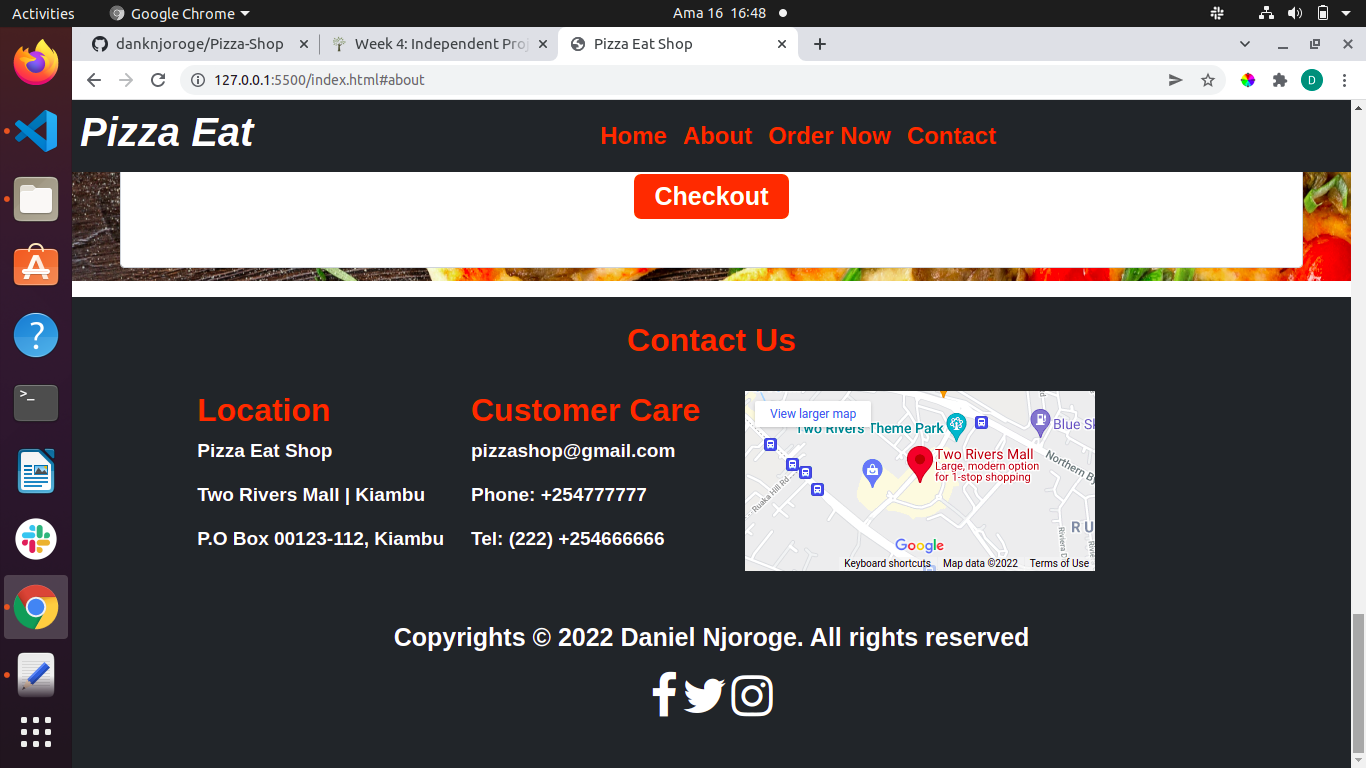 Activities Google Chrome Ama 16 16:48
danknjoroge/Pizza-Shop Week 4: Independent Proj Pizza Eat Shop
127.0.0.1:5500/index.html#about D
Pizza Eat Home About Order Now Contact
Checkout
Contact Us
Location
Pizza Eat Shop
Two Rivers Mall | Kiambu
P.O Box 00123-112, Kiambu
Customer Care
pizzashop@gmail.com
Phone: +254777777
Tel: (222) +254666666
View larger map
Two Rivers Theme Park
Blue Sk
Two Rivers Mall
Large, modern option
for 1-stop shopping
Northern By
Ruaka Hill Rd
R U
Riviera D
Rivie
Google
Keyboard shortcuts Map data ©2022 Terms of Use
Copyrights © 2022 Daniel Njoroge. All rights reserved